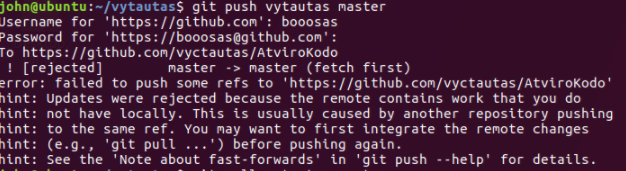 john@ubuntu:~/vytautas$ git push vytautas master
Username for 'https://github.com': booosas
Password for 'https://booosas@github.com':
To https://github.com/vyctautas/AtviroKodo
 ! [rejected]        master -> master (fetch first)
error: failed to push some refs to 'https://github.com/vyctautas/AtviroKodo'
hint: Updates were rejected because the remote contains work that you do
hint: not have locally. This is usually caused by another repository pushing
hint: to the same ref. You may want to first integrate the remote changes
hint: (e.g., 'git pull ...') before pushing again.
hint: See the 'Note about fast-forwards' in 'git push --help' for details.